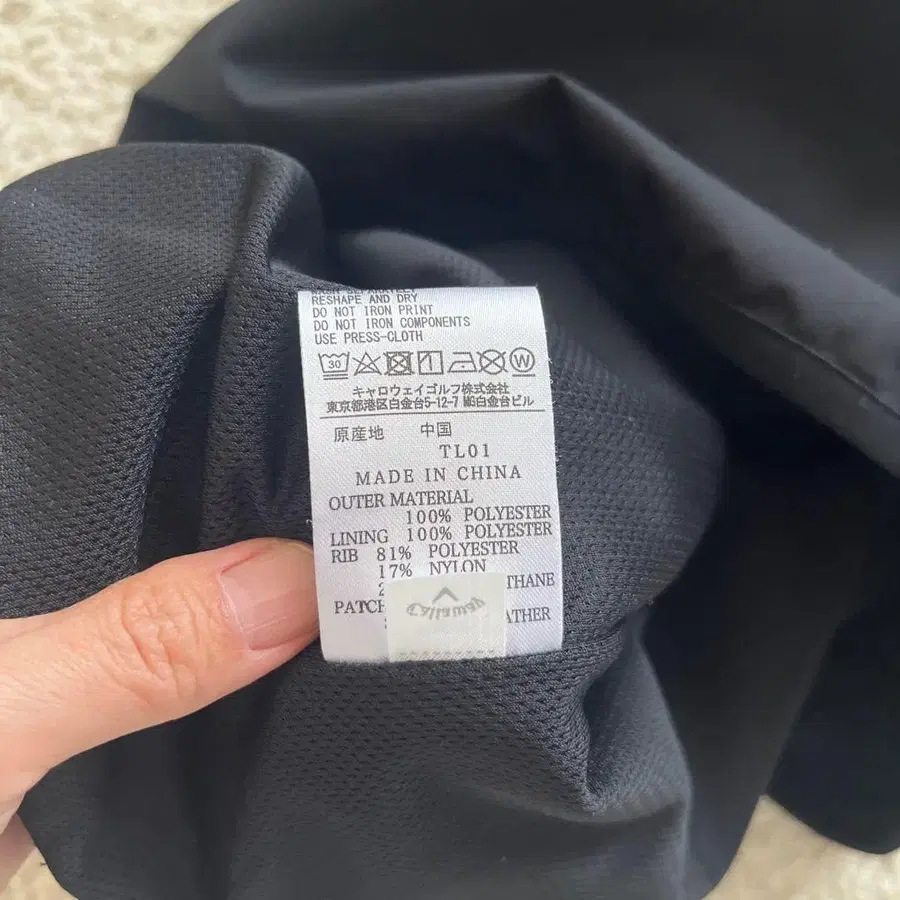 RESHAPE AND DRY
DO NOT IRON PRINT
DO NOT IRON COMPONENTS
USE PRESS-CLOTH
30 W
キャロウェイゴルフ株式会社
東京都港区白金台5-12-7 MG白金台ビル
原産地 中国
TL01
MADE IN CHINA
OUTER MATERIAL
100% POLYESTER
LINING 100% POLYESTER
RIB 81% POLYESTER
17% NYLON
Callaway